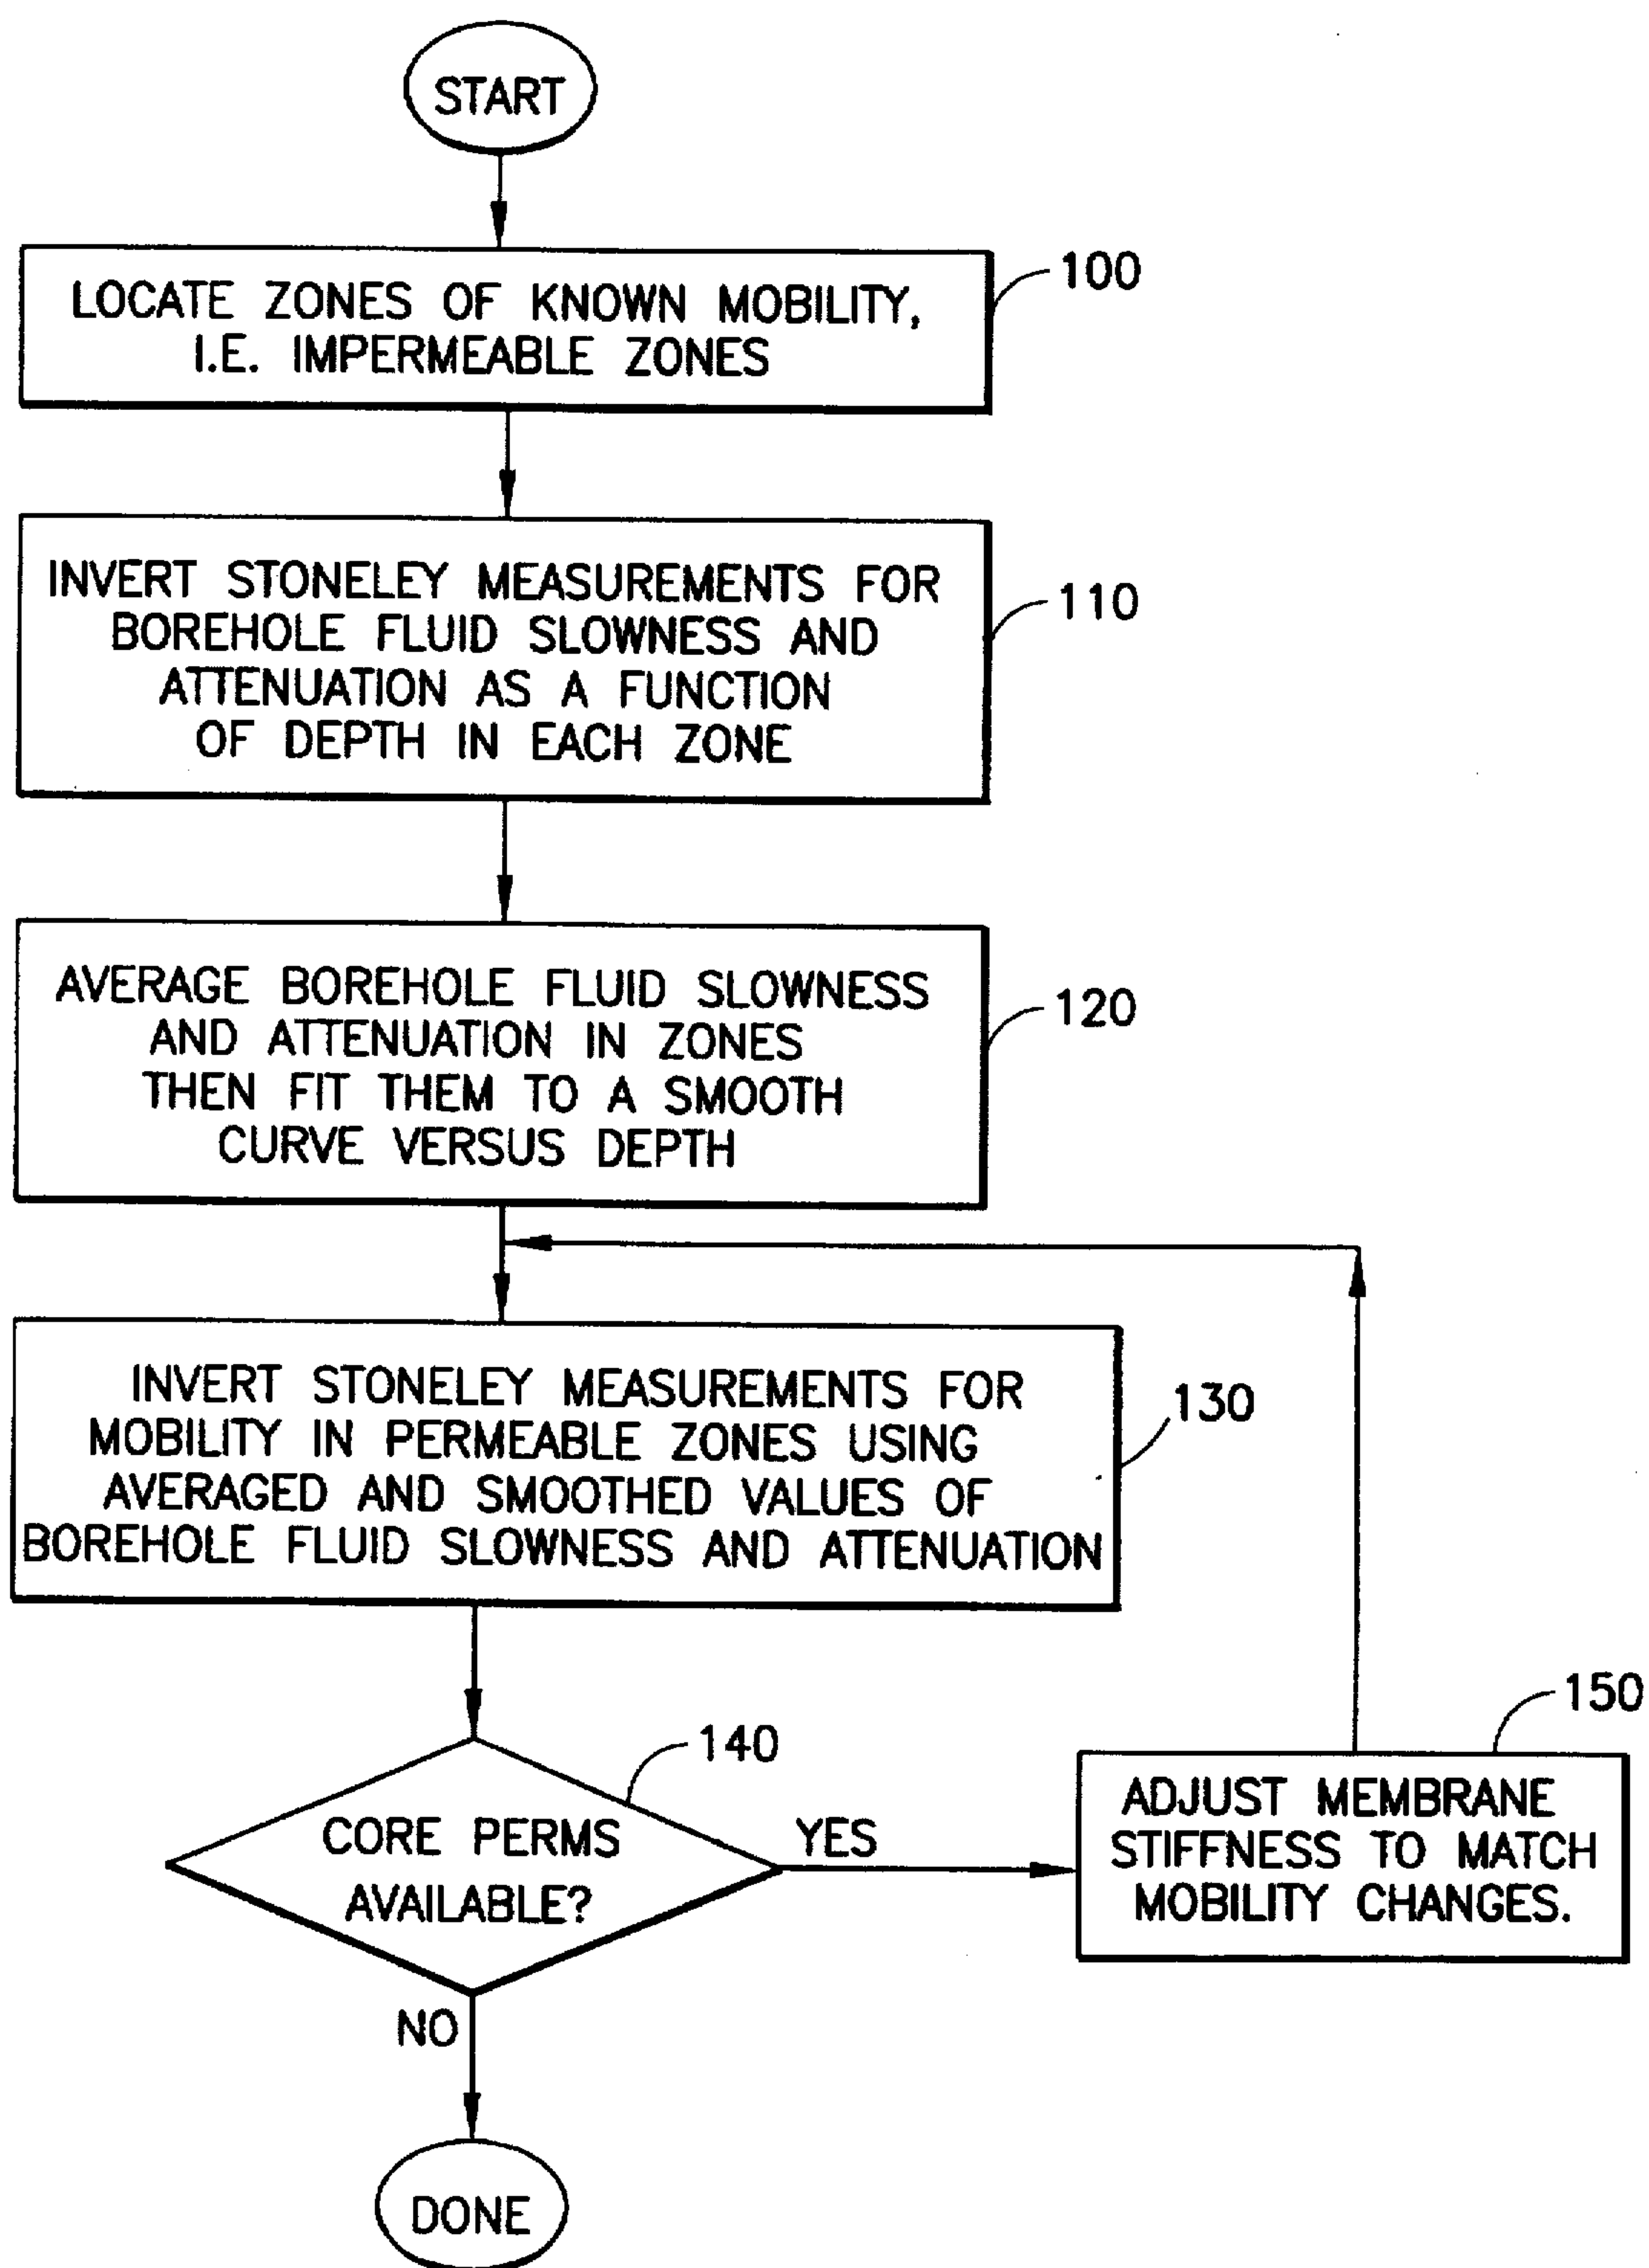 START
LOCATE ZONES OF KNOWN MOBILITY,
I.E. IMPERMEABLE ZONES
100
INVERT STONELEY MEASUREMENTS FOR
BOREHOLE FLUID SLOWNESS AND
ATTENUATION AS A FUNCTION
OF DEPTH IN EACH ZONE
110
AVERAGE BOREHOLE FLUID SLOWNESS
AND ATTENUATION IN ZONES
THEN FIT THEM TO A SMOOTH
CURVE VERSUS DEPTH
120
INVERT STONELEY MEASUREMENTS FOR
MOBILITY IN PERMEABLE ZONES USING
AVERAGED AND SMOOTHED VALUES OF
BOREHOLE FLUID SLOWNESS AND ATTENUATION
130
CORE PERMS
AVAILABLE?
140
YES
ADJUST MEMBRANE
STIFFNESS TO MATCH
MOBILITY CHANGES.
150
NO
DONE